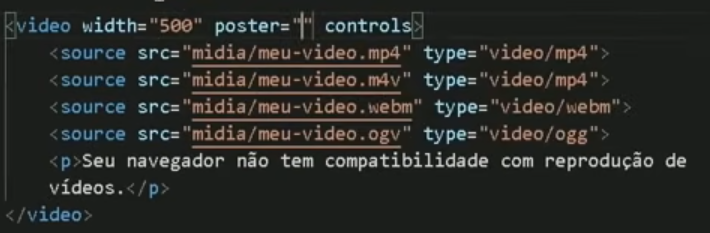 <video width="500" poster="" controls>
<source src="midia/meu-video.mp4" type="video/mp4">
<source src="midia/meu-video.m4v" type="video/mp4">
<source src="midia/meu-video.webm" type="video/webm">
<source src="midia/meu-video.ogv" type="video/ogg">
<p>Seu navegador não tem compatibilidade com reprodução de
vídeos.</p>
</video>